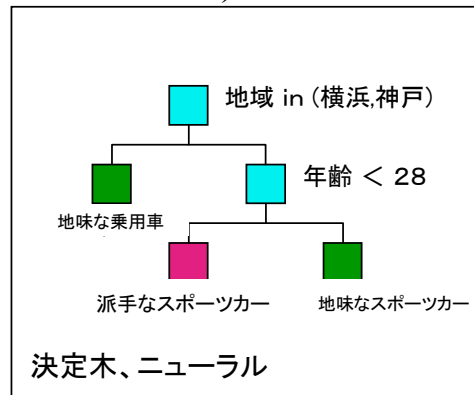 地域 in (横浜,神戸)
年齢 < 28
地味な乗用車
派手なスポーツカー
地味なスポーツカー
決定木、ニューラル